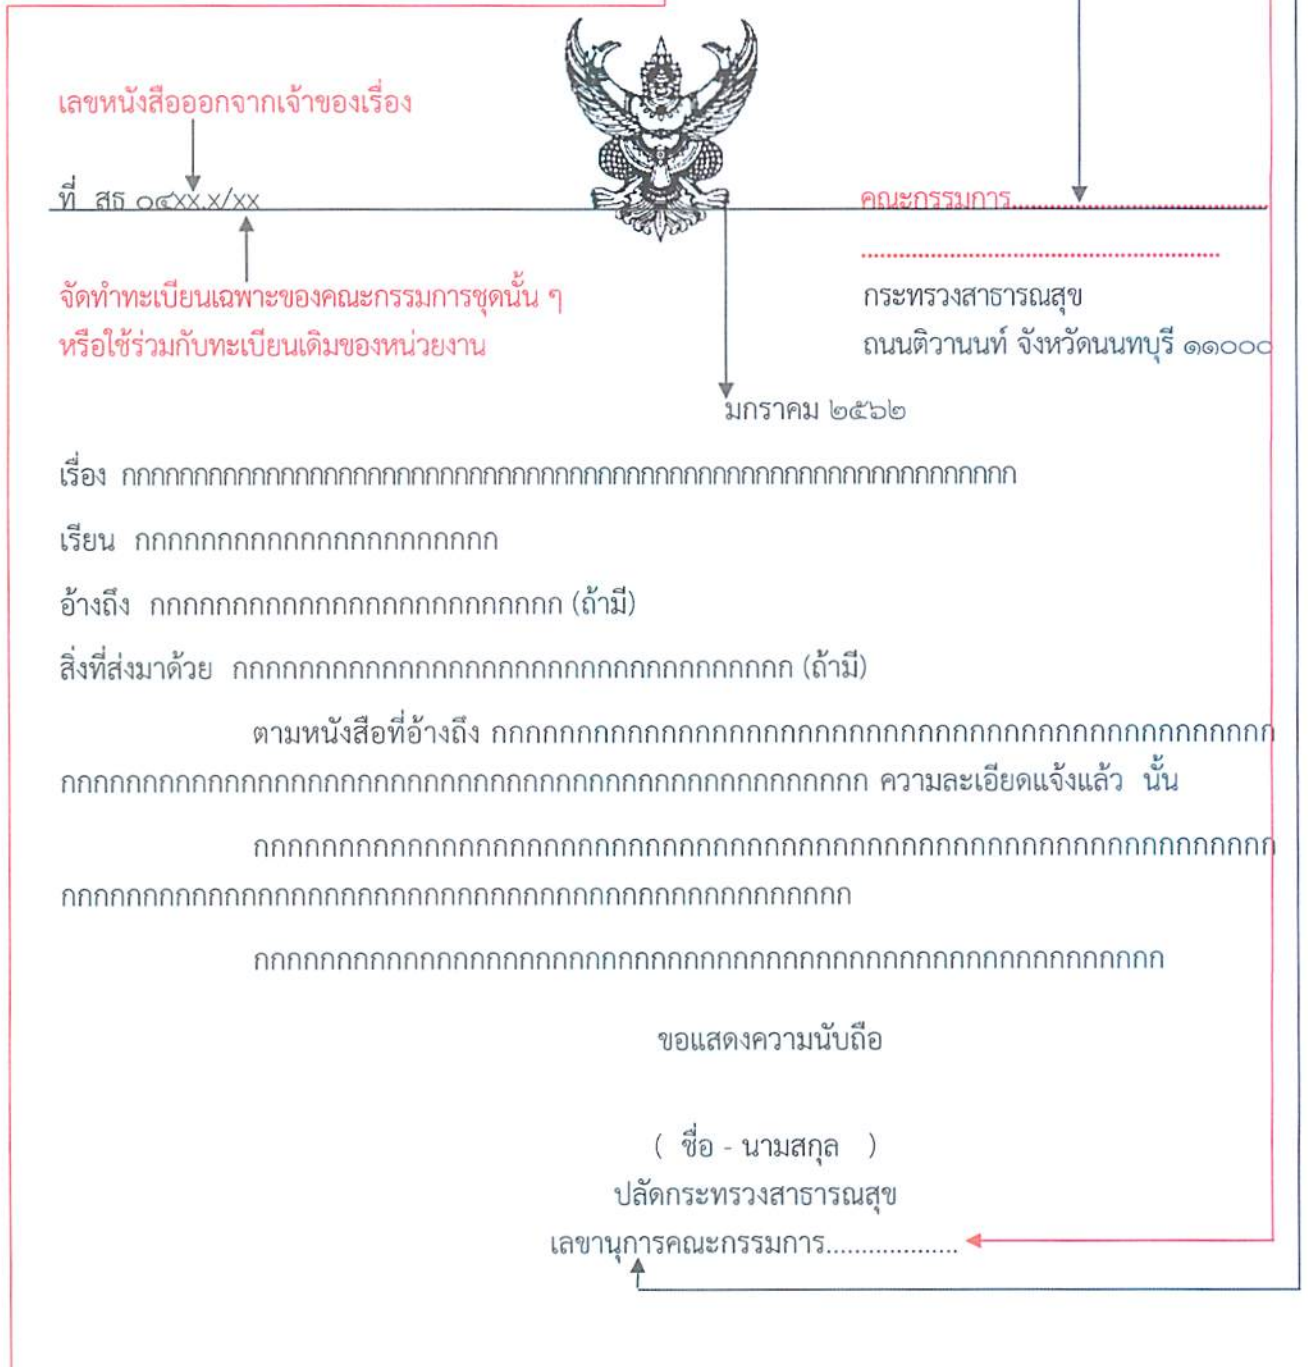 เลขหนังสือออกจากเจ้าของเรื่อง
ที่ สธ ๐๔xx.x/xx
คณะกรรมการ..................................
................................................
จัดทำทะเบียนเฉพาะของคณะกรรมการชุดนั้น ๆ
หรือใช้ร่วมกับทะเบียนเดิมของหน่วยงาน
กระทรวงสาธารณสุข
ถนนติวานนท์ จังหวัดนนทบุรี ๑๑๐๐๐
มกราคม ๒๕๖๒
เรื่อง กกกกกกกกกกกกกกกกกกกกกกกกกกกกกกกกกกกกกกกกกกกกกกกกกกกกกกกกกกกกกก
เรียน กกกกกกกกกกกกกกกกกกกกกก
อ้างถึง กกกกกกกกกกกกกกกกกกกกกกกกก (ถ้ามี)
สิ่งที่ส่งมาด้วย กกกกกกกกกกกกกกกกกกกกกกกกกกกกกกกกกก (ถ้ามี)
ตามหนังสือที่อ้างถึง กกกกกกกกกกกกกกกกกกกกกกกกกกกกกกกกกกกกกกกกกกกกกก
กกกกกกกกกกกกกกกกกกกกกกกกกกกกกกกกกกกกกกกกกกกกกกกกก ความละเอียดแจ้งแล้ว นั้น
กกกกกกกกกกกกกกกกกกกกกกกกกกกกกกกกกกกกกกกกกกกกกกกกกกกกกกกกกกกก
กกกกกกกกกกกกกกกกกกกกกกกกกกกกกกกกกกกกกกกกกกกกกกกก
กกกกกกกกกกกกกกกกกกกกกกกกกกกกกกกกกกกกกกกกกกกกกกกกกกกกกกก
ขอแสดงความนับถือ
( ชื่อ - นามสกุล )
ปลัดกระทรวงสาธารณสุข
เลขานุการคณะกรรมการ..................